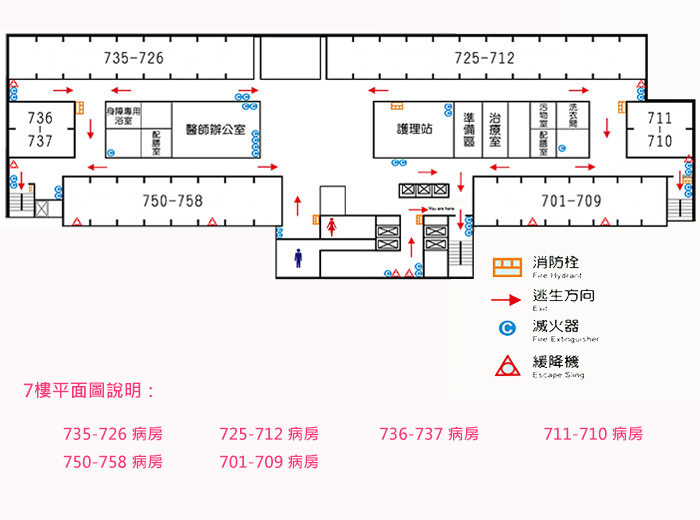 735-726
725-712
736
|
737
身障專用
浴室
配膳室
醫師辦公室
護理站
準備區
治療室
污物室
配膳室
洗衣間
711
|
710
750-758
701-709
You are here
消防栓
Fire Hydrant
逃生方向
Exit
滅火器
Fire Extinguisher
緩降機
Escape Sling
7樓平面圖說明：
735-726 病房 725-712 病房 736-737 病房 711-710 病房
750-758 病房 701-709 病房